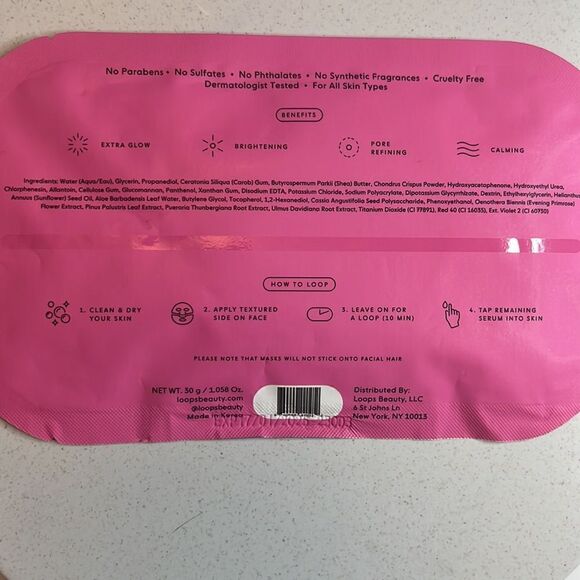 No Parabens • No Sulfates • No Phthalates • No Synthetic Fragrances • Cruelty Free
Dermatologist Tested • For All Skin Types
BENEFITS
EXTRA GLOW
BRIGHTENING
PORE
REFINING
CALMING
Ingredients: Water (Aqua/Eau), Glycerin, Propanediol, Ceratonia Siliqua (Carob) Gum, Butyrospermum Parkii (Shea) Butter, Chondrus Crispus Powder, Hydroxyacetophenone, Hydroxyethyl Urea,
Chlorphenesin, Allantoin, Cellulose Gum, Glucomannan, Panthenol, Xanthan Gum, Disodium EDTA, Potassium Chloride, Sodium Polyacrylate, Dipotassium Glycyrrhizate, Dextrin, Ethylhexylglycerin, Helianthus
Annuus (Sunflower) Seed Oil, Aloe Barbadensis Leaf Water, Butylene Glycol, Tocopherol, 1,2-Hexanediol, Cassia Angustifolia Seed Polysaccharide, Phenoxyethanol, Oenothera Biennis (Evening Primrose)
Flower Extract, Pinus Palustris Leaf Extract, Pueraria Thunbergiana Root Extract, Ulmus Davidiana Root Extract, Titanium Dioxide (CI 77891), Red 40 (CI 16035), Ext. Violet 2 (CI 60730)
HOW TO LOOP
1. CLEAN & DRY
YOUR SKIN
2. APPLY TEXTURED
SIDE ON FACE
3. LEAVE ON FOR
A LOOP (10 MIN)
4. TAP REMAINING
SERUM INTO SKIN
PLEASE NOTE THAT MASKS WILL NOT STICK ONTO FACIAL HAIR
NET WT. 30 g / 1.058 Oz.
loopsbeauty.com
@loopsbeauty
Made in Korea
Distributed By:
Loops Beauty, LLC
6 St Johns Ln
New York, NY 10013